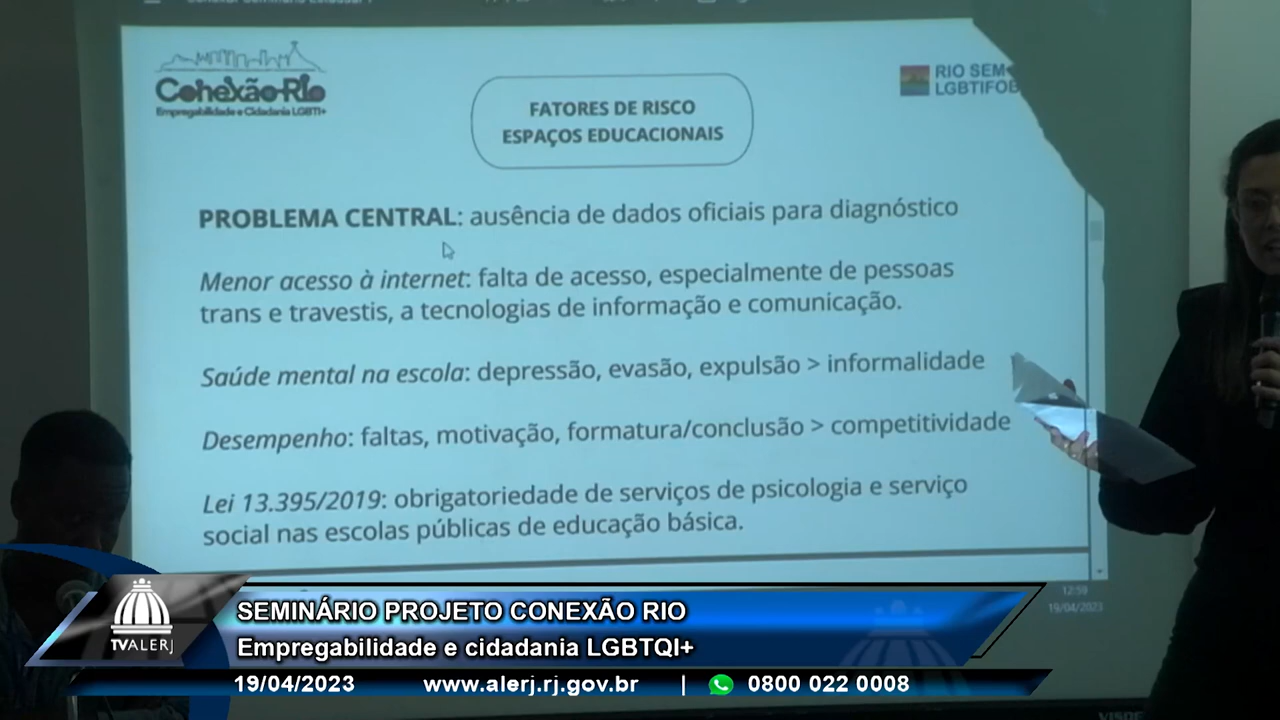 Conexão Rio
Empregabilidade e Cidadania LGBTI+
RIO SEM
LGBTIFOB
FATORES DE RISCO
ESPAÇOS EDUCACIONAIS
PROBLEMA CENTRAL: ausência de dados oficiais para diagnóstico
Menor acesso à internet: falta de acesso, especialmente de pessoas
trans e travestis, a tecnologias de informação e comunicação.
Saúde mental na escola: depressão, evasão, expulsão > informalidade
Desempenho: faltas, motivação, formatura/conclusão > competitividade
Lei 13.395/2019: obrigatoriedade de serviços de psicologia e serviço
social nas escolas públicas de educação básica.
12:59
19/04/2023
TVALERJ
SEMINÁRIO PROJETO CONEXÃO RIO
Empregabilidade e cidadania LGBTQI+
19/04/2023 www.alerj.rj.gov.br | 0800 022 0008